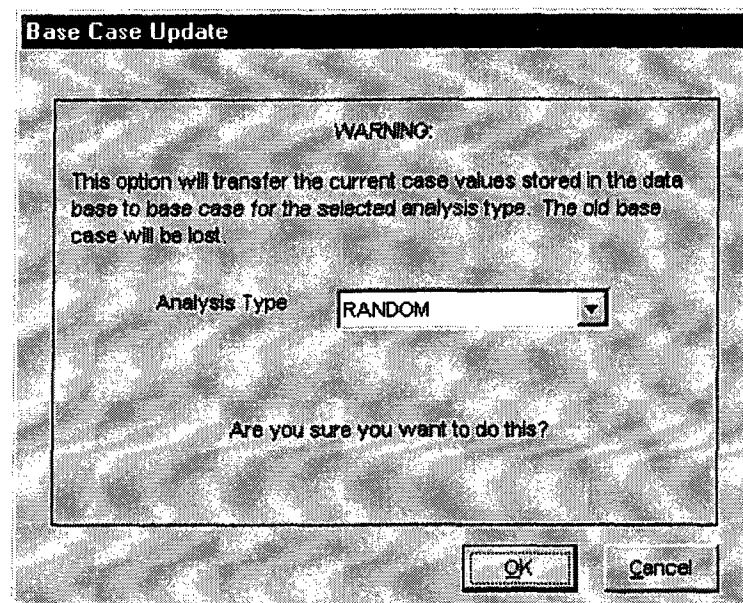 Base Case Update
WARNING:
This option will transfer the current case values stored in the data
base to base case for the selected analysis type. The old base
case will be lost.
Analysis Type
RANDOM
Are you sure you want to do this?
OK
Cancel